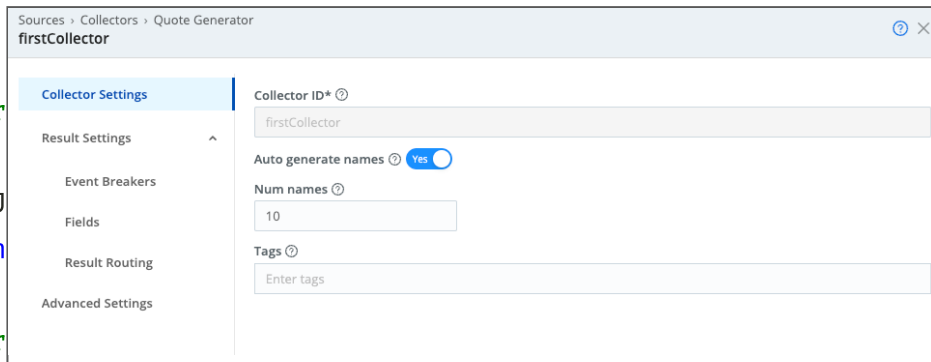 Sources › Collectors › Quote Generator
firstCollector
Collector Settings
Result Settings
Event Breakers
Fields
Result Routing
Advanced Settings
Collector ID*
firstCollector
Auto generate names Yes
Num names
10
Tags
Enter tags